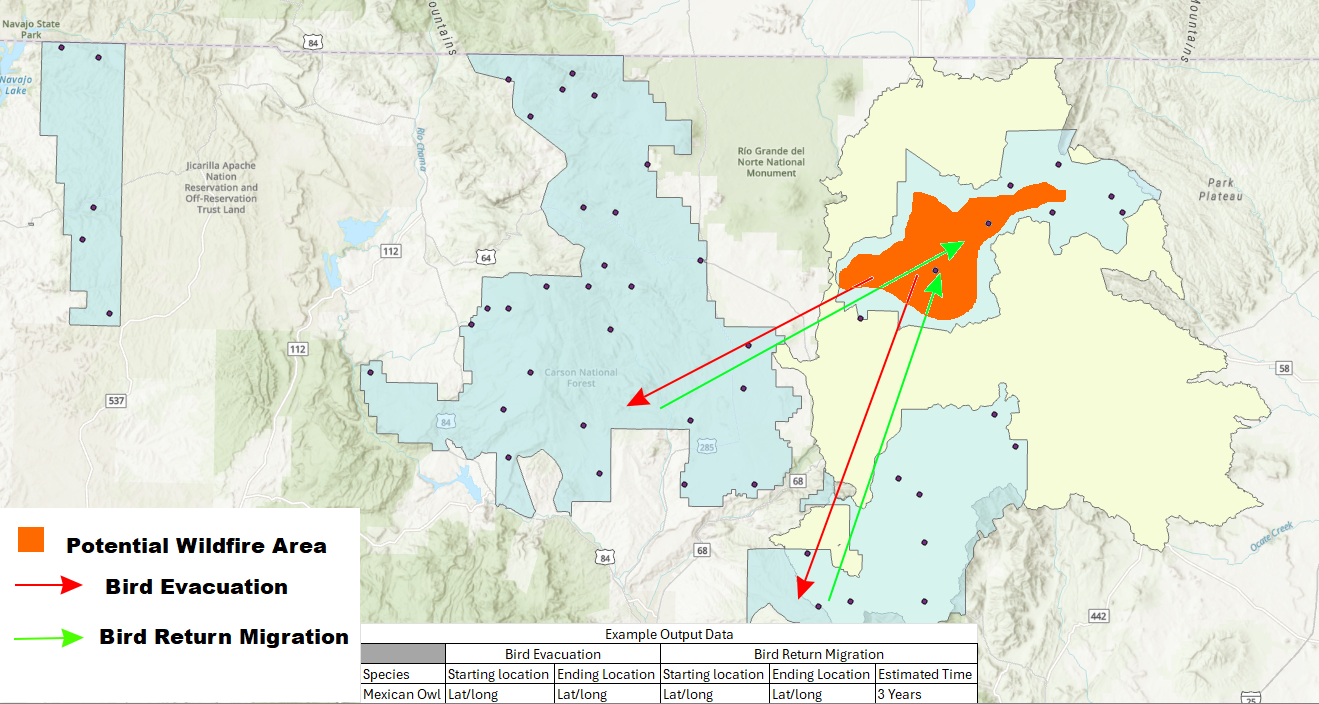 Navajo State
Park
84
Mountains
Mountains
Navajo
Lake
Rio Chama
Río Grande del
Norte National
Monument
Jicarilla Apache
Nation
Reservation and
Off-Reservation
Trust Land
Park
Plateau
112
64
112
58
Carson National
Forest
537
84
285
68
Potential Wildfire Area
Ocate Creek
68
84
Bird Evacuation
442
Bird Return Migration
Example Output Data
Bird Evacuation Bird Return Migration
Species Starting location Ending Location Starting location Ending Location Estimated Time
Mexican Owl Lat/long Lat/long Lat/long Lat/long 3 Years
25